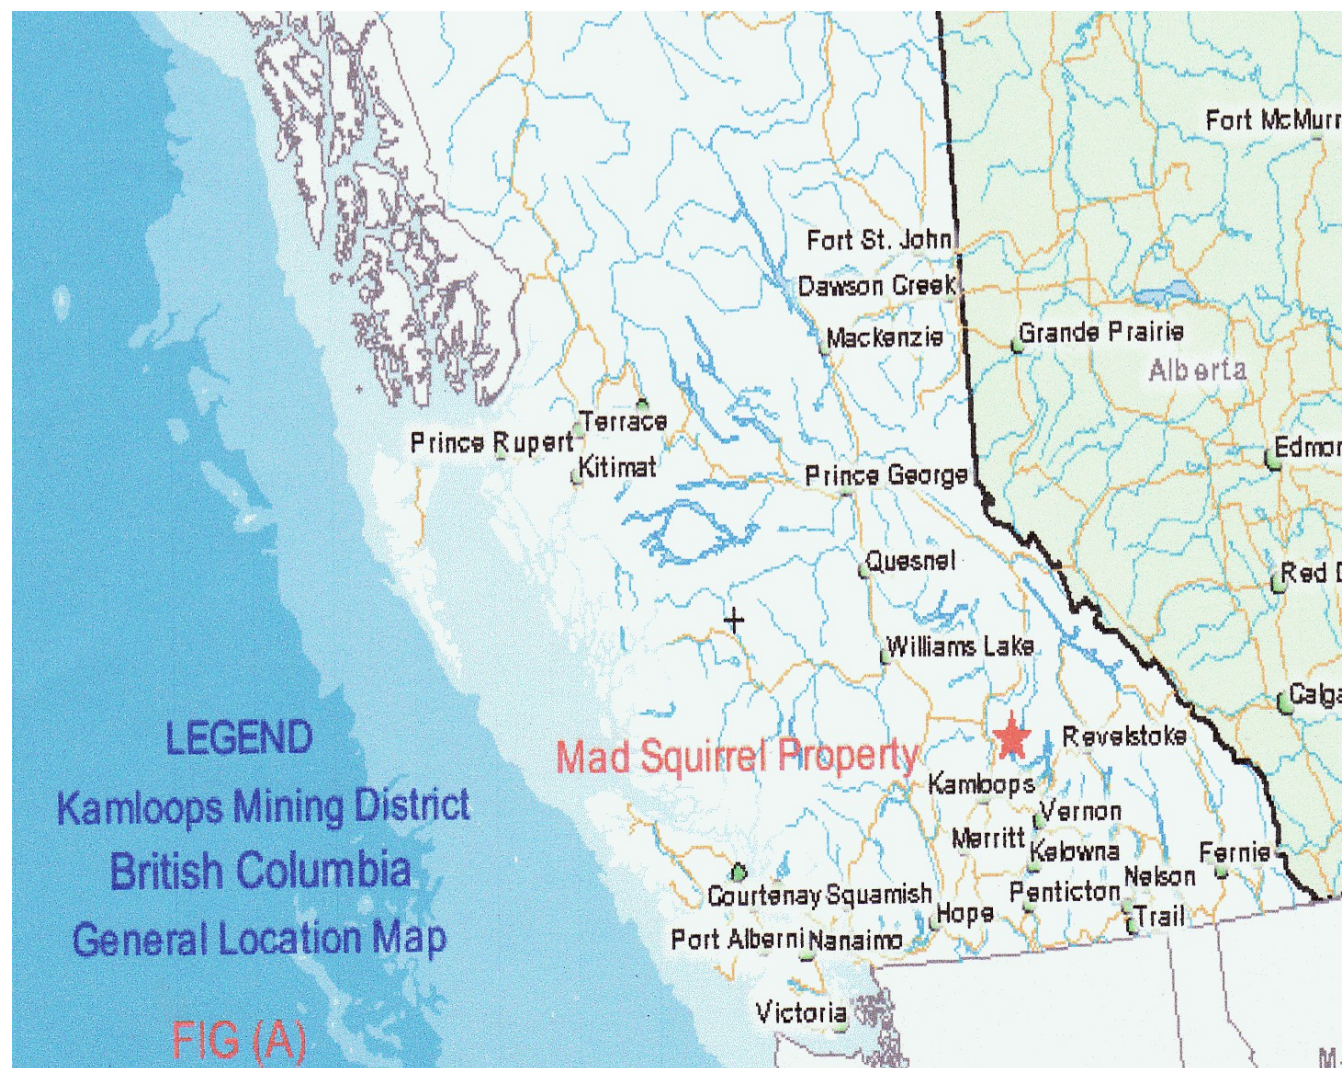 Fort McMurr
Fort St. John
Dawson Creek
Mackenzie
Grande Prairie
Alberta
Terrace
Prince Rupert
Kitimat
Edmon
Prince George
Quesnel
Red D
Williams Lake
Calga
LEGEND
Mad Squirrel Property
Revelstoke
Kamloops Mining District
Kamloops
Vernon
Merritt
Kelowna
British Columbia
Fernie
Nelson
Courtenay Squamish
Penticton
Hope
Trail
General Location Map
Port Alberni Nanaimo
Victoria
FIG (A)